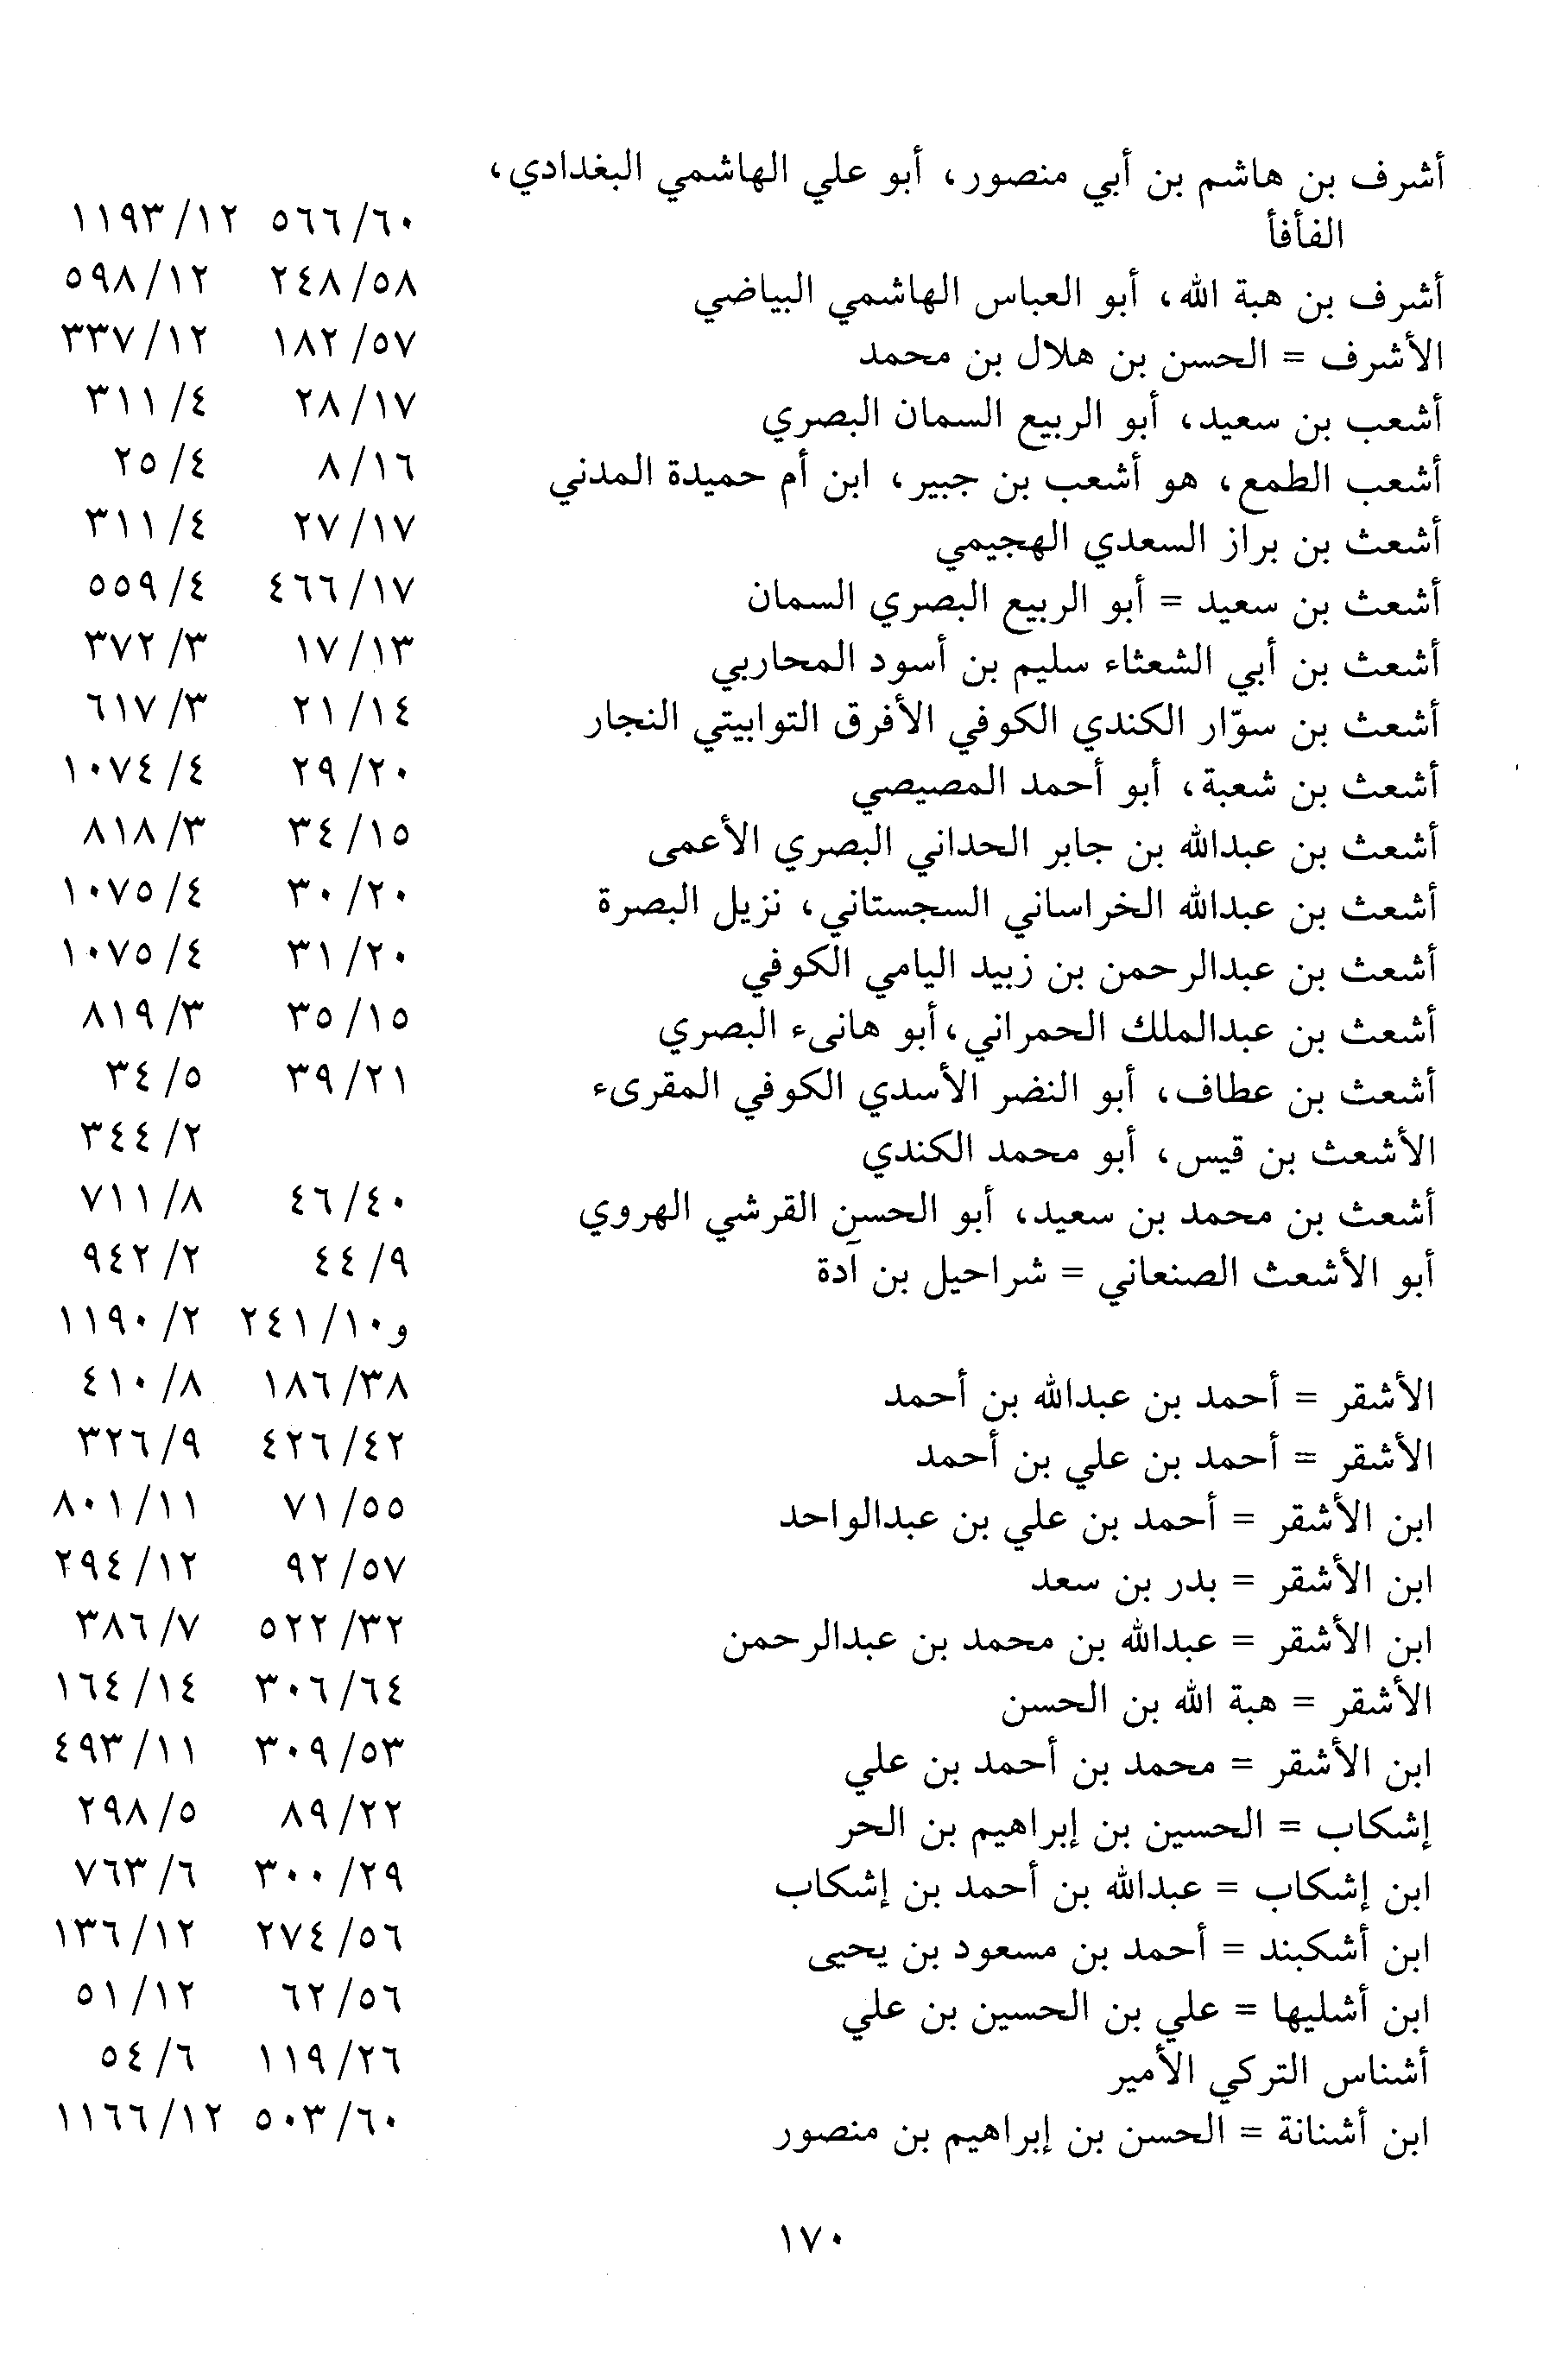 أشرف بن هاشم بن أبي منصور، أبو علي الهاشمي البغدادي،
الفأفأ ٦٠/٥٦٦ ١٢/١١٩٣
أشرف بن هبة الله، أبو العباس الهاشمي البياضي ٥٨/٢٤٨ ١٢/٥٩٨
الأشرف = الحسن بن هلال بن محمد ٥٧/١٨٢ ١٢/٣٣٧
أشعب بن سعيد، أبو الربيع السمان البصري ١٧/٢٨ ٤/٣١١
أشعب الطمع، هو أشعب بن جبير، ابن أم حميدة المدني ١٦/٨ ٤/٢٥
أشعث بن براز السعدي الهجيمي ١٧/٢٧ ٤/٣١١
أشعث بن سعيد = أبو الربيع البصري السمان ١٧/٤٦٦ ٤/٥٥٩
أشعث بن أبي الشعثاء سليم بن أسود المحاربي ١٣/١٧ ٣/٣٧٢
أشعث بن سوّار الكندي الكوفي الأفرق التوابيتي النجار ١٤/٢١ ٣/٦١٧
أشعث بن شعبة، أبو أحمد المصيصي ٢٠/٢٩ ٤/١٠٧٤
أشعث بن عبدالله بن جابر الحداني البصري الأعمى ١٥/٣٤ ٣/٨١٨
أشعث بن عبدالله الخراساني السجستاني، نزيل البصرة ٢٠/٣٠ ٤/١٠٧٥
أشعث بن عبدالرحمن بن زبيد اليامي الكوفي ٢٠/٣١ ٤/١٠٧٥
أشعث بن عبدالملك الحمراني، أبو هانىء البصري ١٥/٣٥ ٣/٨١٩
أشعث بن عطاف، أبو النضر الأسدي الكوفي المقرىء ٢١/٣٩ ٥/٣٤
الأشعث بن قيس، أبو محمد الكندي ٢/٣٤٤
أشعث بن محمد بن سعيد، أبو الحسن القرشي الهروي ٤٠/٤٦ ٨/٧١١
أبو الأشعث الصنعاني = شراحيل بن آدة ٩/٤٤ ٢/٩٤٢
و١٠/٢٤١ ٢/١١٩٠
الأشقر = أحمد بن عبدالله بن أحمد ٣٨/١٨٦ ٨/٤١٠
الأشقر = أحمد بن علي بن أحمد ٤٢/٤٢٦ ٩/٣٢٦
ابن الأشقر = أحمد بن علي بن عبدالواحد ٥٥/٧١ ١١/٨٠١
ابن الأشقر = بدر بن سعد ٥٧/٩٢ ١٢/٢٩٤
ابن الأشقر = عبدالله بن محمد بن عبدالرحمن ٣٢/٥٢٢ ٧/٣٨٦
الأشقر = هبة الله بن الحسن ٦٤/٣٠٦ ١٤/١٦٤
ابن الأشقر = محمد بن أحمد بن علي ٥٣/٣٠٩ ١١/٤٩٣
إشكاب = الحسين بن إبراهيم بن الحر ٢٢/٨٩ ٥/٢٩٨
ابن إشكاب = عبدالله بن أحمد بن إشكاب ٢٩/٣٠٠ ٦/٧٦٣
ابن أشكبند = أحمد بن مسعود بن يحيى ٥٦/٢٧٤ ١٢/١٣٦
ابن أشليها = علي بن الحسين بن علي ٥٦/٦٢ ١٢/٥١
أشناس التركي الأمير ٢٦/١١٩ ٦/٥٤
ابن أشنانة = الحسن بن إبراهيم بن منصور ٦٠/٥٠٣ ١٢/١١٦٦
١٧٠